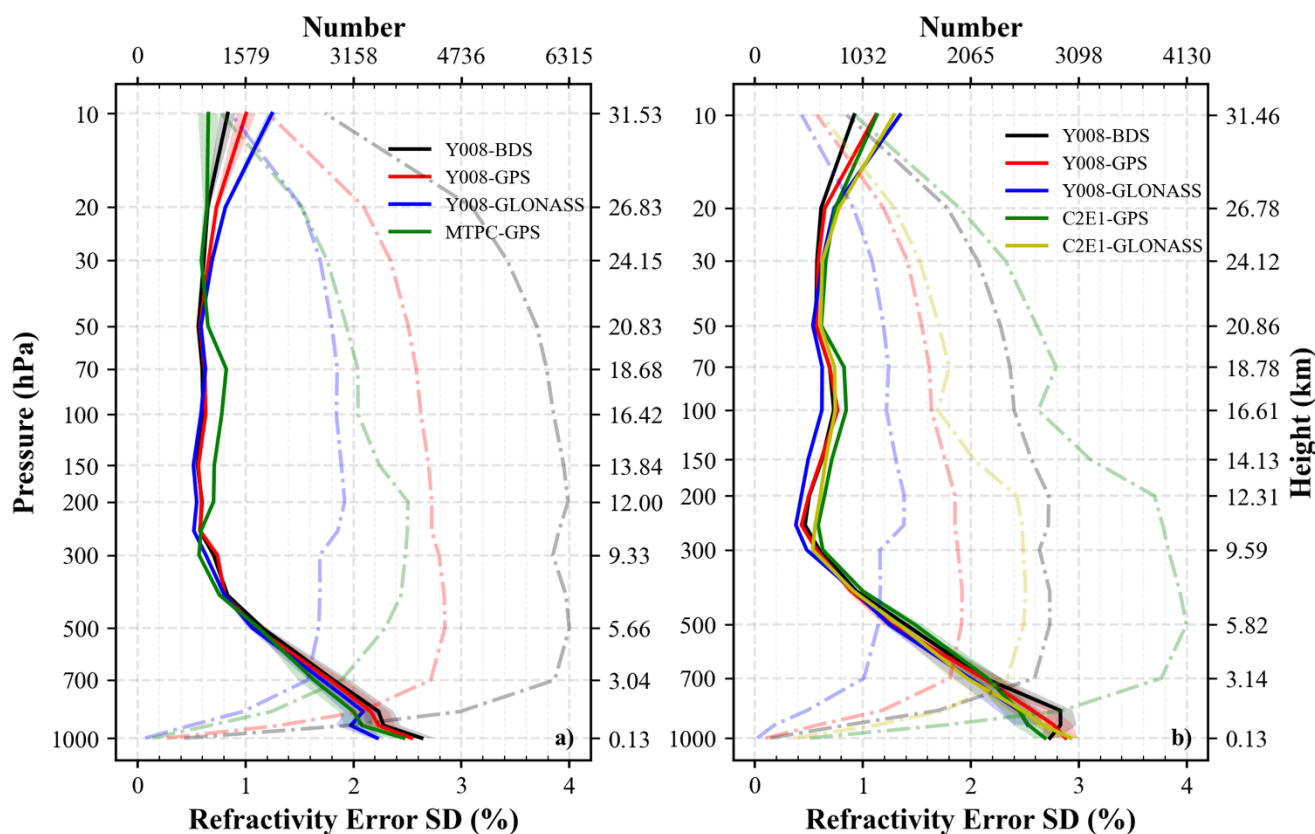 Number
0 1579 3158 4736 6315
Pressure (hPa)
10
20
30
50
70
100
150
200
300
500
700
1000
Y008-BDS
Y008-GPS
Y008-GLONASS
MTPC-GPS
31.53
26.83
24.15
20.83
18.68
16.42
13.84
12.00
9.33
5.66
3.04
0.13
a)
0 1 2 3 4
Refractivity Error SD (%)
Number
0 1032 2065 3098 4130
10
20
30
50
70
100
150
200
300
500
700
1000
Y008-BDS
Y008-GPS
Y008-GLONASS
C2E1-GPS
C2E1-GLONASS
31.46
26.78
24.12
20.86
18.78
16.61
14.13
12.31
9.59
5.82
3.14
0.13
Height (km)
b)
0 1 2 3 4
Refractivity Error SD (%)